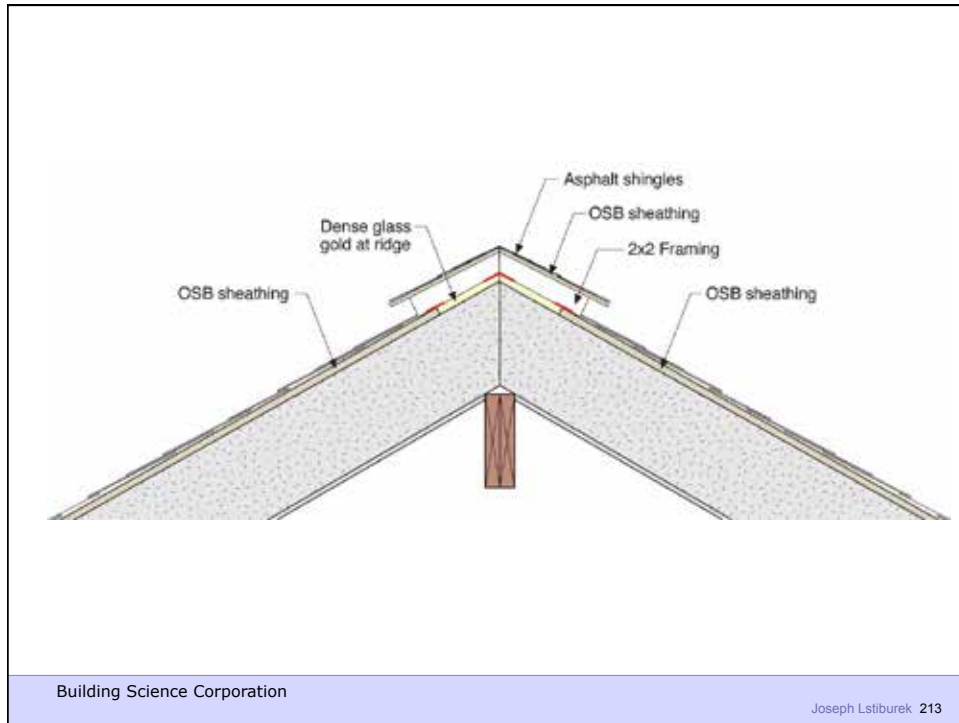 Asphalt shingles
OSB sheathing
Dense glass
gold at ridge
2x2 Framing
OSB sheathing
OSB sheathing
Building Science Corporation
Joseph Lstiburek 213